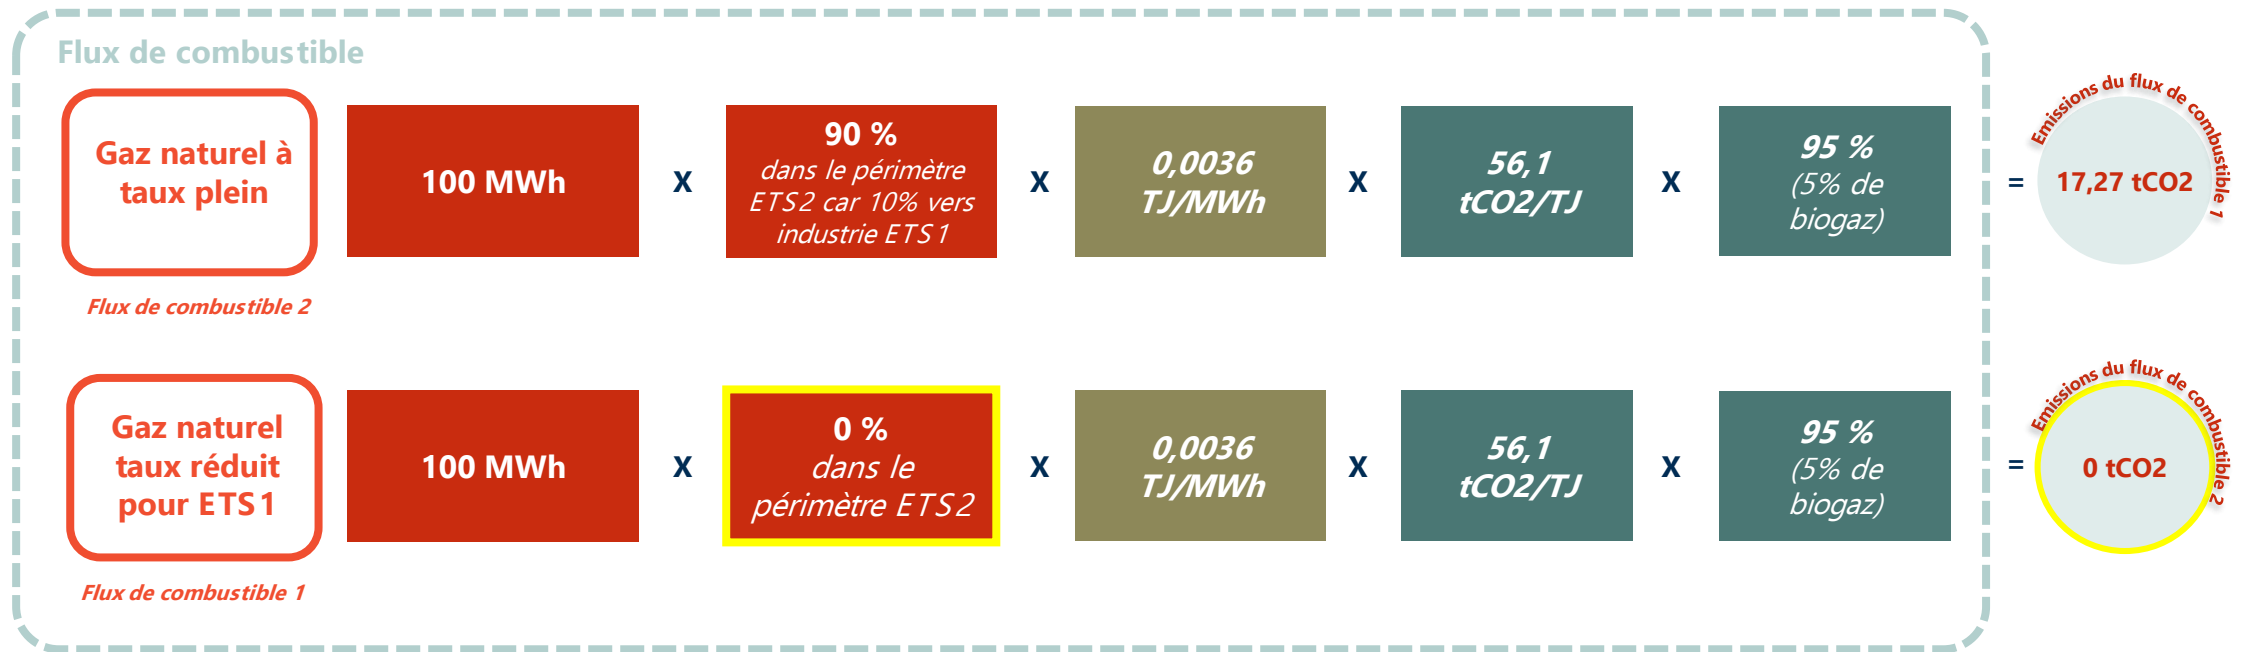 Flux de combustible
Gaz naturel à
taux plein
100 MWh
x
90 %
dans le périmètre
ETS2 car 10% vers
industrie ETS1
x
0,0036
TJ/MWh
x
56,1
tCO2/TJ
x
95 %
(5% de
biogaz)
=
Emissions du flux de combustible 1
17,27 tCO2
Flux de combustible 2
Gaz naturel
taux réduit
pour ETS1
100 MWh
x
0 %
dans le
périmètre ETS2
x
0,0036
TJ/MWh
x
56,1
tCO2/TJ
x
95 %
(5% de
biogaz)
=
Emissions du flux de combustible 2
0 tCO2
Flux de combustible 1